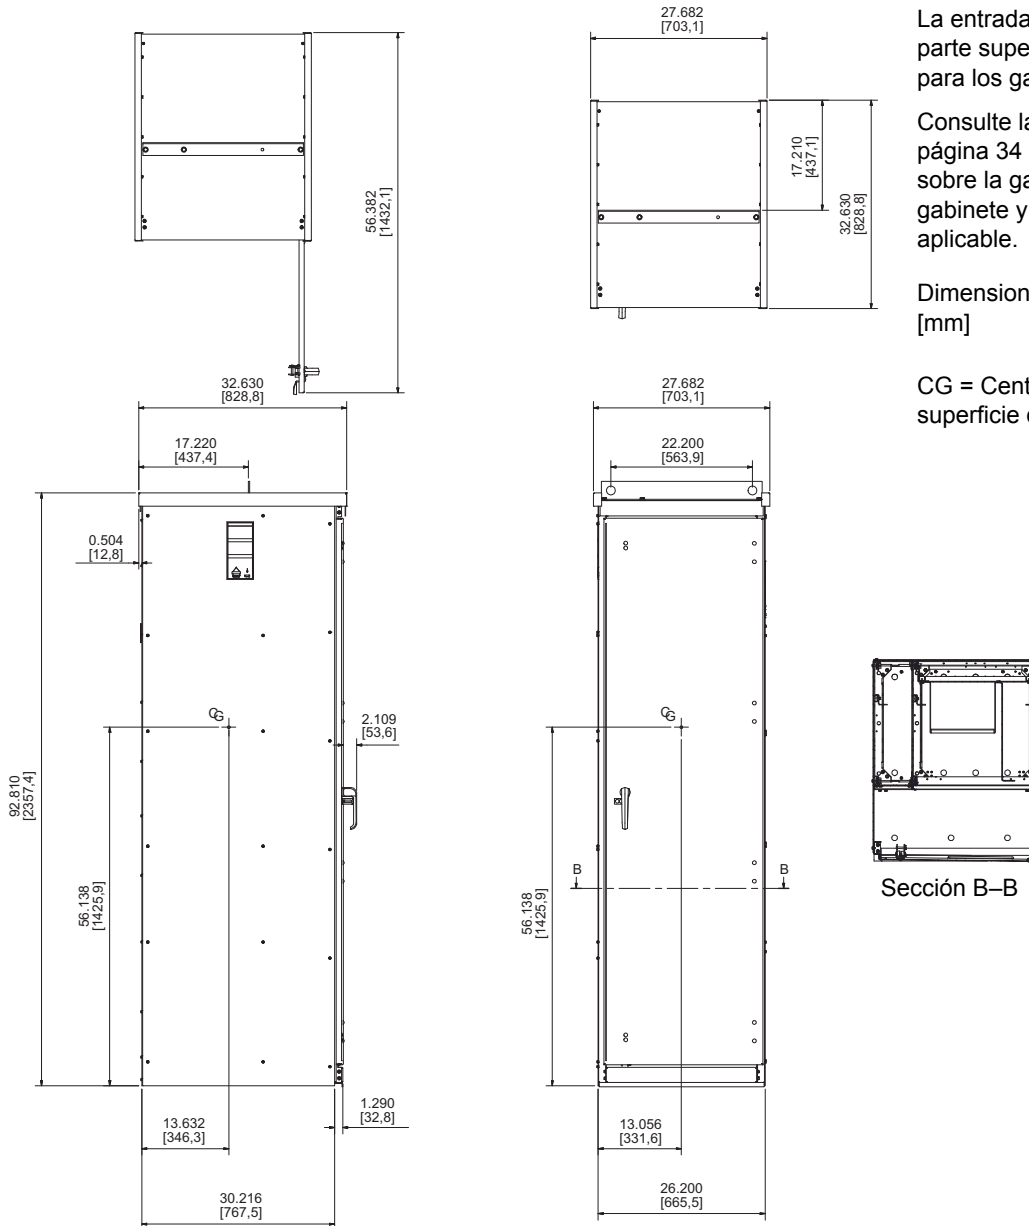 27.682
[703,1]
56.382
[1432,1]
17.210
[437,1]
32.630
[828,8]
La entrada
parte supe
para los ga
Consulte la
página 34
sobre la ga
gabinete y
aplicable.
Dimension
[mm]
CG = Cent
superficie
32.630
[828,8]
17.220
[437,4]
0.504
[12,8]
CG
2.109
[53,6]
92.810
[2357,4]
56.138
[1425,9]
1.290
[32,8]
13.632
[346,3]
30.216
[767,5]
27.682
[703,1]
22.200
[563,9]
CG
B
B
56.138
[1425,9]
13.056
[331,6]
26.200
[665,5]
Sección B–B